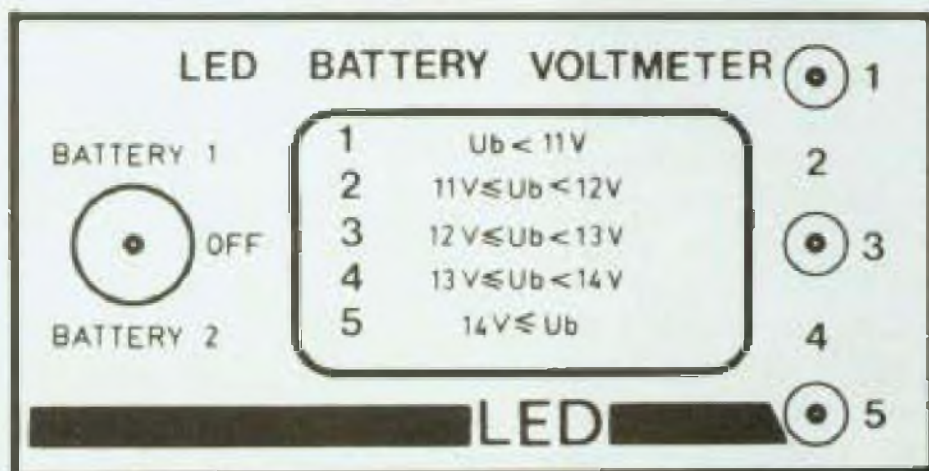 LED BATTERY VOLTMETER
1
BATTERY 1
OFF
BATTERY 2
1 Ub < 11V
2 11V ≤ Ub < 12V
3 12V ≤ Ub < 13V
4 13V ≤ Ub < 14V
5 14V ≤ Ub
2
3
4
5
LED